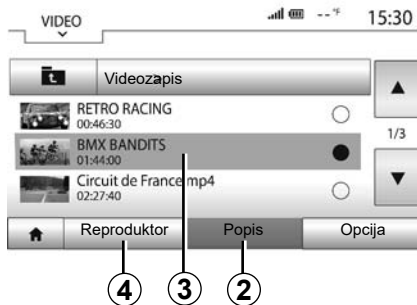 VIDEO --°F 15:30
Videozapis
RETRO RACING
00:46:30
1/3
BMX BANDITS
01:44:00
Circuit de France mp4
02:27:40
Reproduktor Popis Opcija
4 3 2